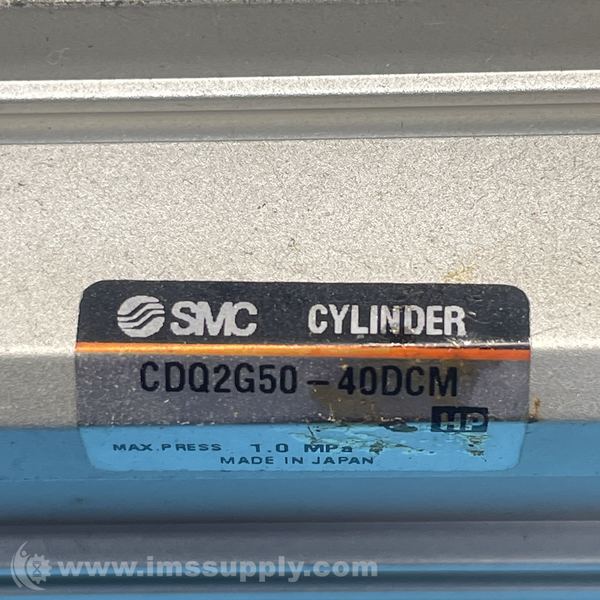 SMC CYLINDER
CDQ2G50-40DCM
HP
MAX.PRESS 1.0 MPa
MADE IN JAPAN
www.imssupply.com